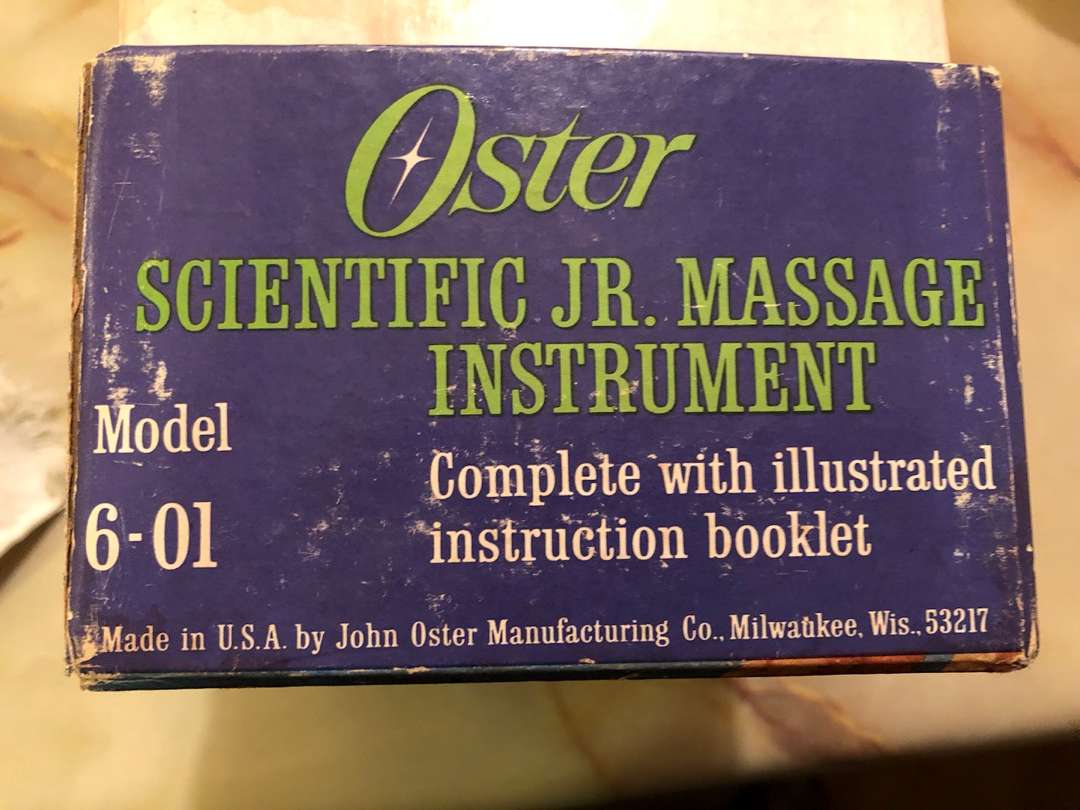 Oster
SCIENTIFIC JR. MASSAGE
INSTRUMENT
Model
6-01
Complete with illustrated
instruction booklet
Made in U.S.A. by John Oster Manufacturing Co., Milwaukee, Wis., 53217